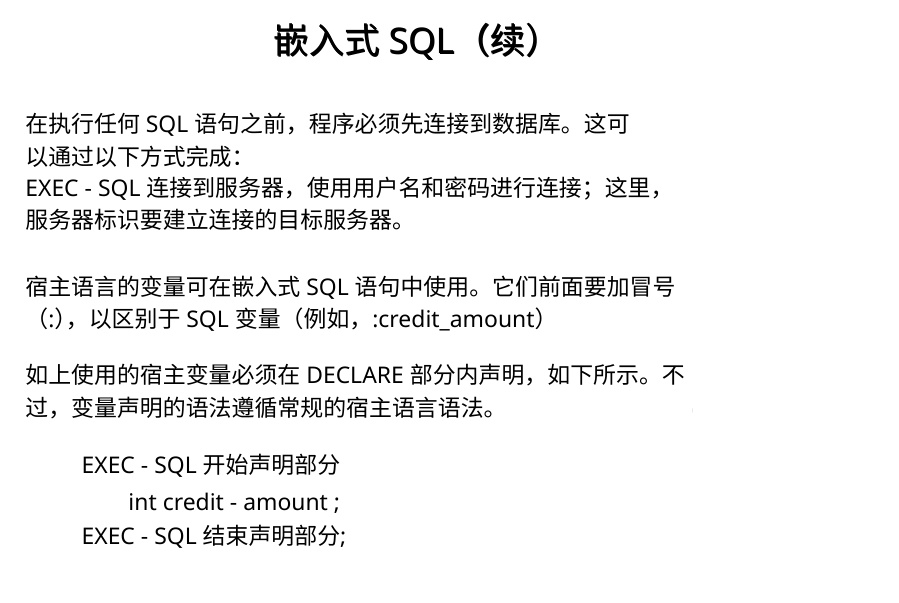 嵌入式 SQL（续）
在执行任何 SQL 语句之前，程序必须先连接到数据库。这可
以通过以下方式完成：
EXEC - SQL 连接到服务器，使用用户名和密码进行连接；这里，
服务器标识要建立连接的目标服务器。
宿主语言的变量可在嵌入式 SQL 语句中使用。它们前面要加冒号
（:），以区别于 SQL 变量（例如，:credit_amount）
如上使用的宿主变量必须在 DECLARE 部分内声明，如下所示。不
过，变量声明的语法遵循常规的宿主语言语法。
EXEC - SQL 开始声明部分
int credit - amount ;
EXEC - SQL 结束声明部分;